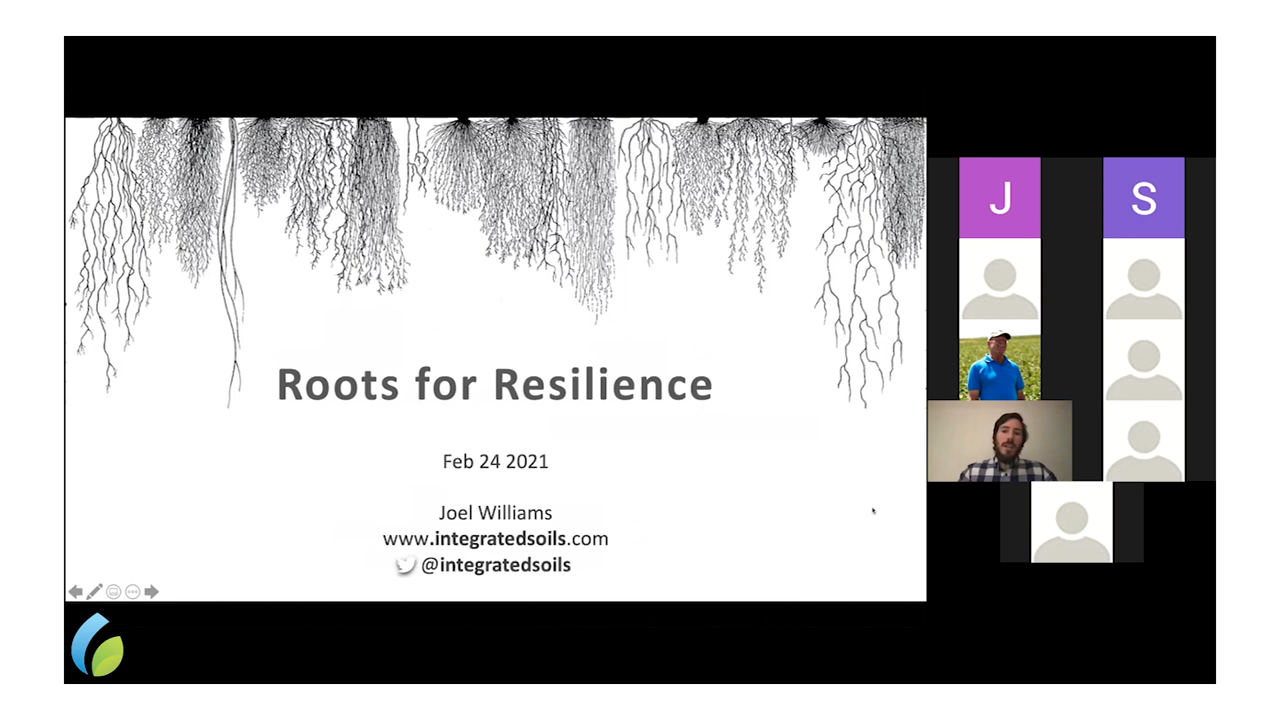 Roots for Resilience
Feb 24 2021
Joel Williams
www.integratedsoils.com
@integratedsoils
J
S